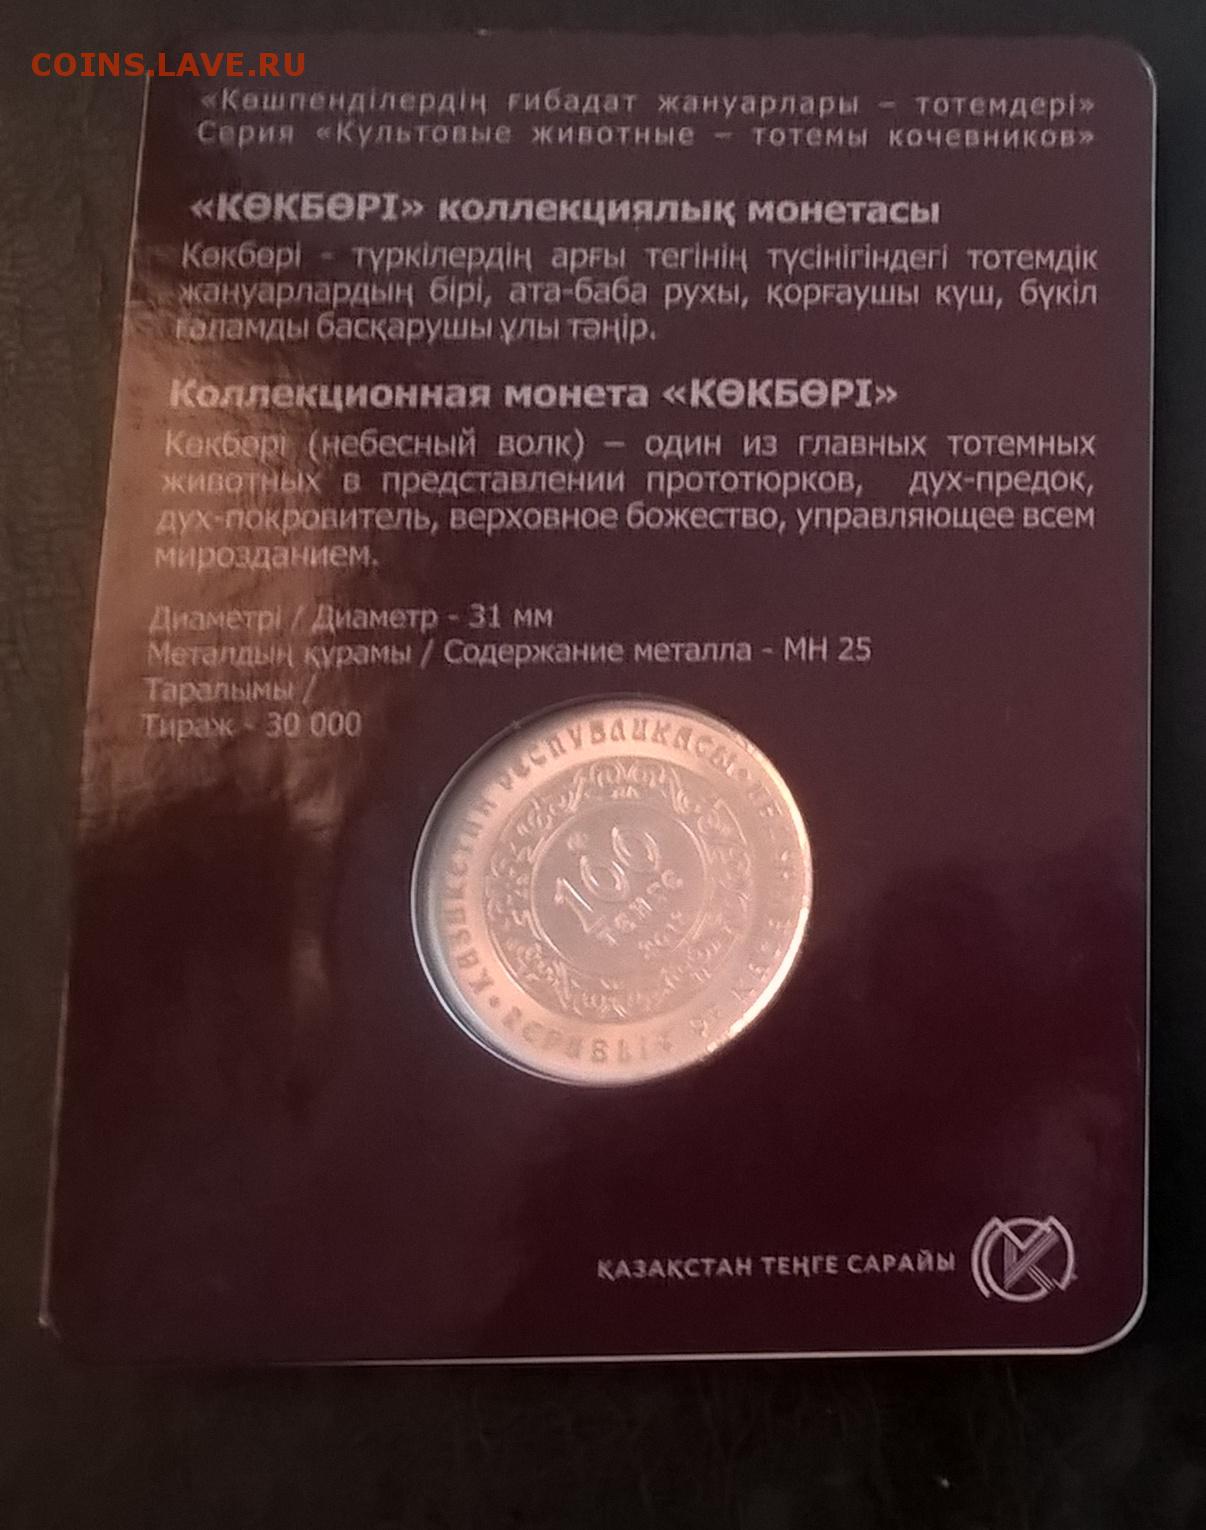 COINS.LAVE.RU
«Көшпенділердің ғибадат жануарлары – тотемдері»
Серия «Культовые животные – тотемы кочевников»
«КӨКБӨРІ» коллекциялық монетасы
Көкбөрі - түркілердің арғы тегінің түсінігіндегі тотемдік
жануарлардың бірі, ата-баба рухы, қорғаушы күш, бүкіл
ғаламды басқарушы ұлы тәңір.
Коллекционная монета «КӨКБӨРІ»
Көкбөрі (небесный волк) – один из главных тотемных
животных в представлении прототюрков, дух-предок,
дух-покровитель, верховное божество, управляющее всем
мирозданием.
Диаметрі / Диаметр - 31 мм
Металдың құрамы / Содержание металла - МН 25
Таралымы /
Тираж - 30 000
ҚАЗАҚСТАН РЕСПУБЛИКАСЫ
100
ТЕҢГЕ
ҚАЗАҚСТАН ТЕҢГЕ САРАЙЫ